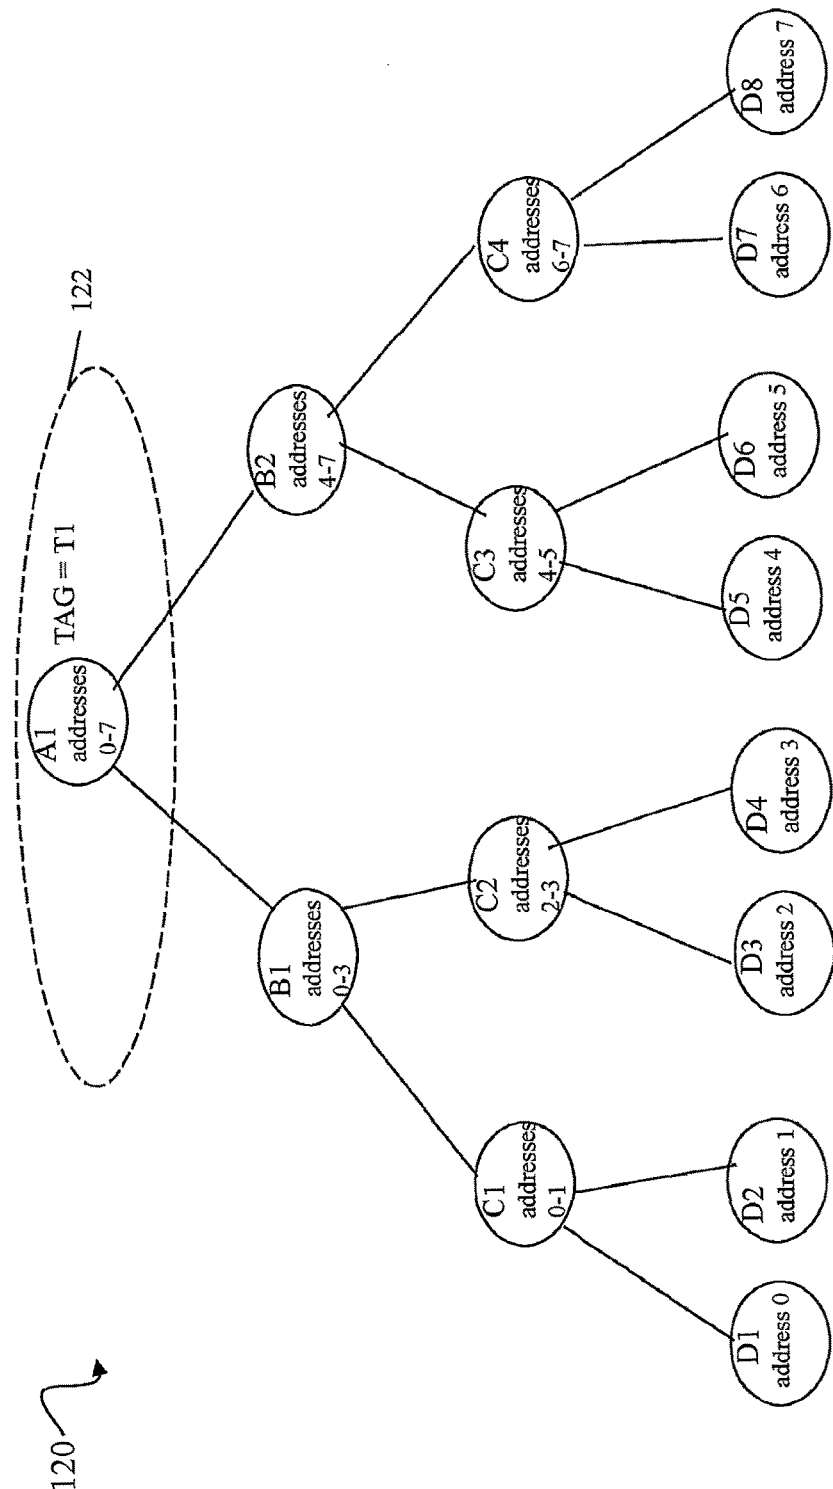 120
122
TAG = T1
A1
addresses
0-7
B1
addresses
0-3
B2
addresses
4-7
C1
addresses
0-1
C2
addresses
2-3
C3
addresses
4-5
C4
addresses
6-7
D1
address 0
D2
address 1
D3
address 2
D4
address 3
D5
address 4
D6
address 5
D7
address 6
D8
address 7